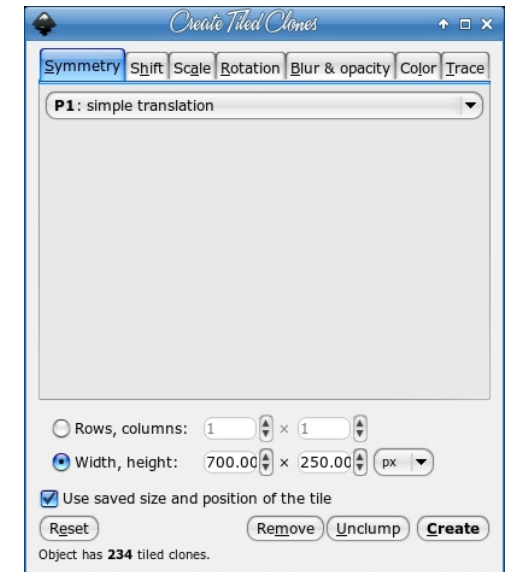 Create Tiled Clones
Symmetry Shift Scale Rotation Blur & opacity Color Trace
P1: simple translation
Rows, columns: 1 × 1
Width, height: 700.00 × 250.00 px
Use saved size and position of the tile
Reset Remove Unclump Create
Object has 234 tiled clones.